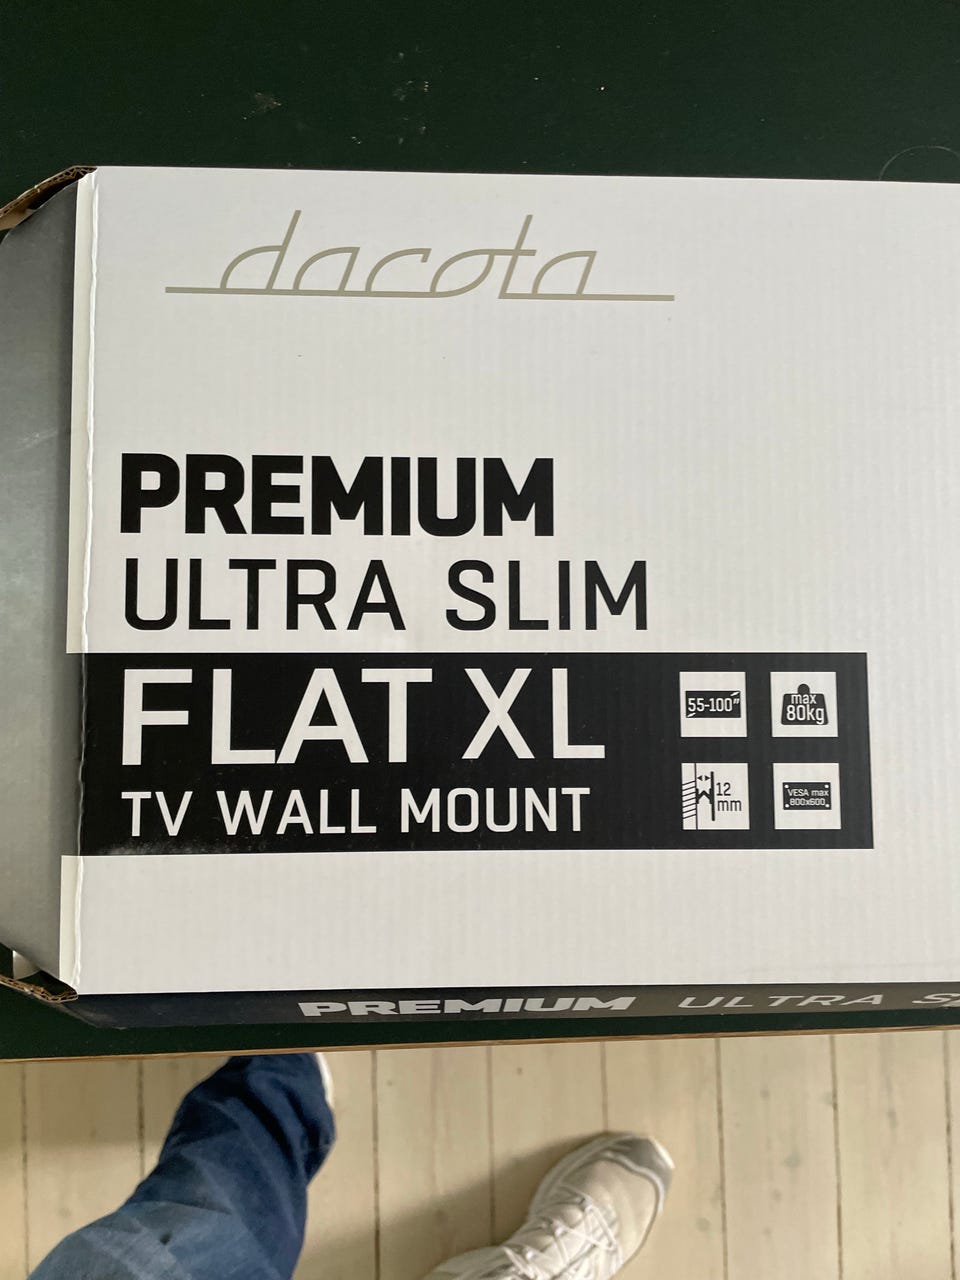 dacota
PREMIUM
ULTRA SLIM
FLAT XL
TV WALL MOUNT
55-100"
max
80kg
12
mm
VESA max
800x600
PREMIUM ULTRA